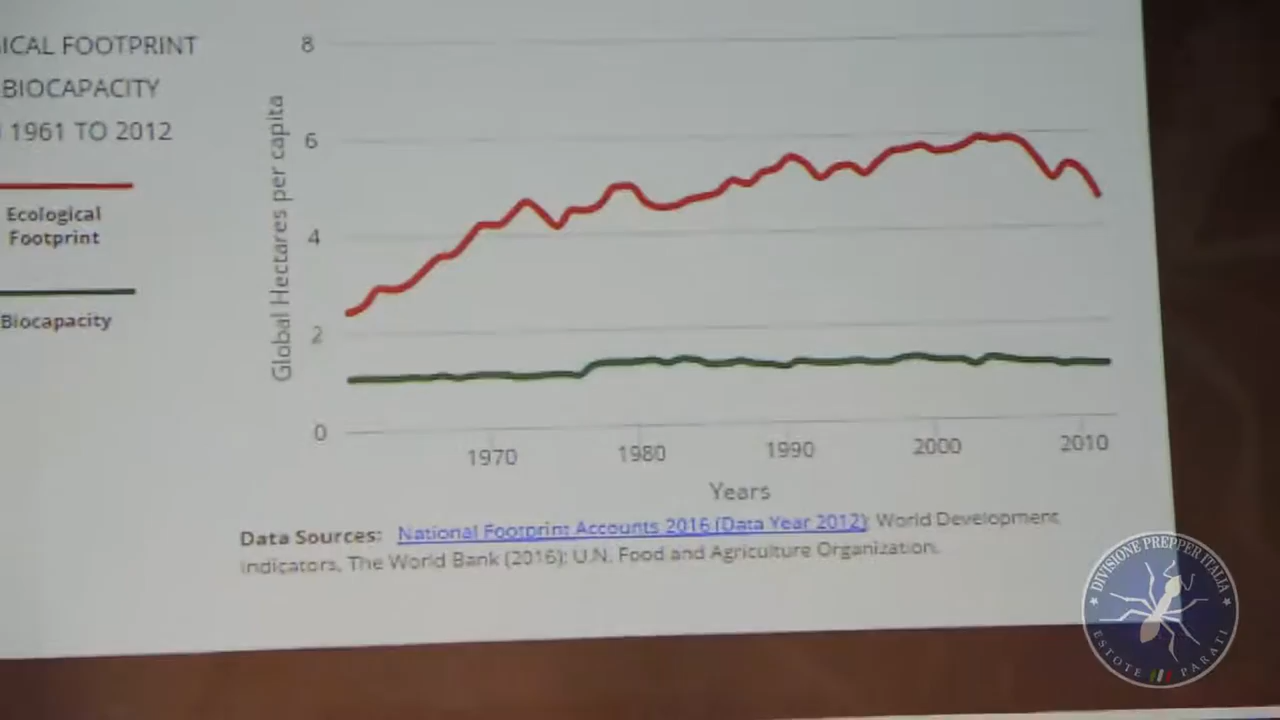 ICAL FOOTPRINT
BIOCAPACITY
1961 TO 2012
Ecological
Footprint
Biocapacity
Global Hectares per capita
8
6
4
2
0
1970 1980 1990 2000 2010
Years
Data Sources: National Footprint Accounts 2016 (Data Year 2012); World Development
Indicators, The World Bank (2016); U.N. Food and Agriculture Organization.
DIVISIONE PREPPER ITALIA
ESTOTE PARATI